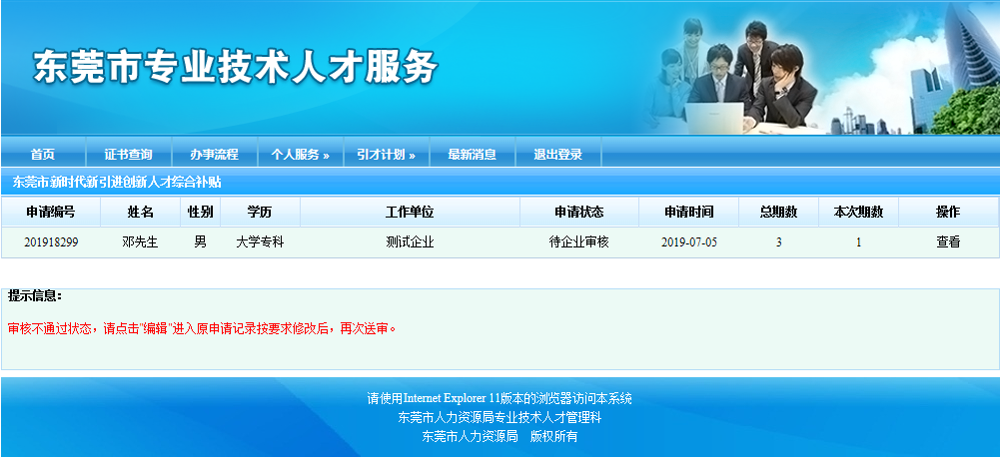 东莞市专业技术人才服务
首页 证书查询 办事流程 个人服务 » 引才计划 » 最新消息 退出登录
东莞市新时代新引进创新人才综合补贴
申请编号 姓名 性别 学历 工作单位 申请状态 申请时间 总期数 本次期数 操作
201918299 邓先生 男 大学专科 测试企业 待企业审核 2019-07-05 3 1 查看
提示信息：
审核不通过状态，请点击"编辑"进入原申请记录按要求修改后，再次送审。
请使用Internet Explorer 11版本的浏览器访问本系统
东莞市人力资源局专业技术人才管理科
东莞市人力资源局 版权所有